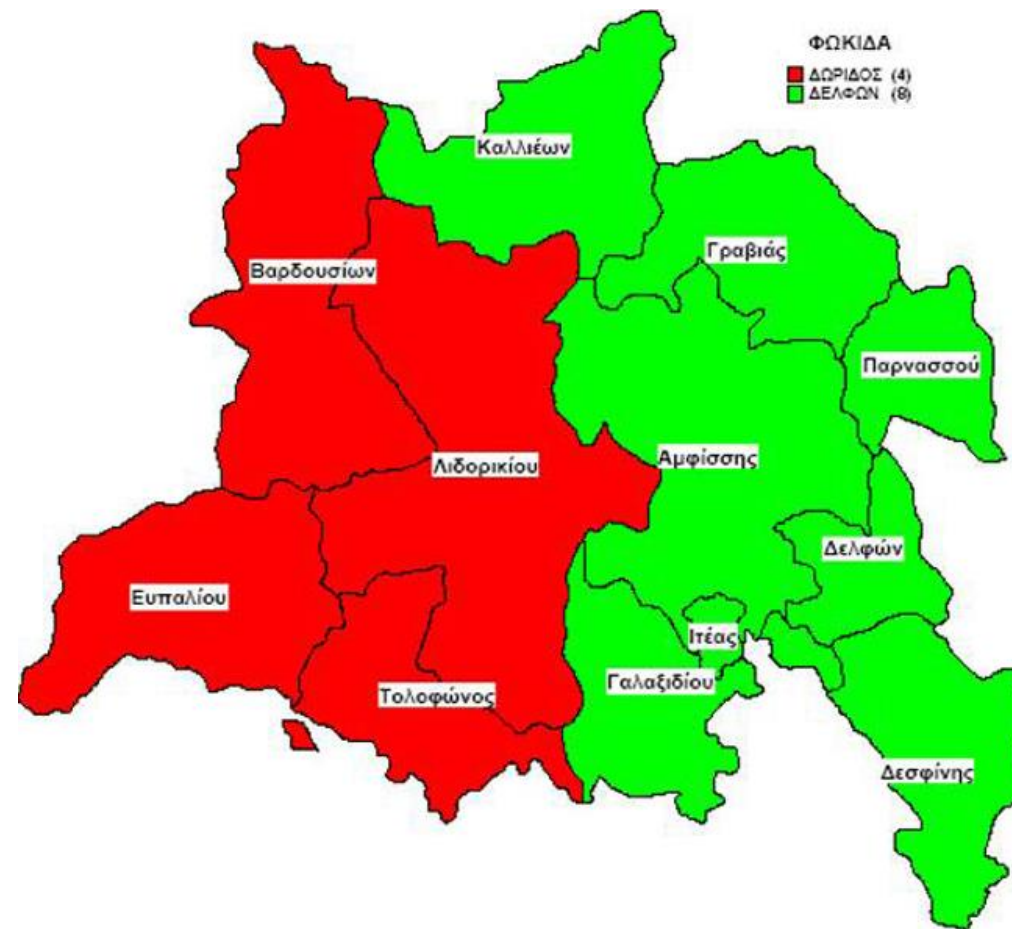 ΦΩΚΙΔΑ
ΔΩΡΙΔΟΣ (4)
ΔΕΛΦΩΝ (8)
Καλλιέων
Γραβιάς
Βαρδουσίων
Παρνασσού
Αμφίσσης
Λιδορικίου
Δελφών
Ευπαλίου
Ιτέας
Γαλαξιδίου
Τολοφώνος
Δεσφίνης